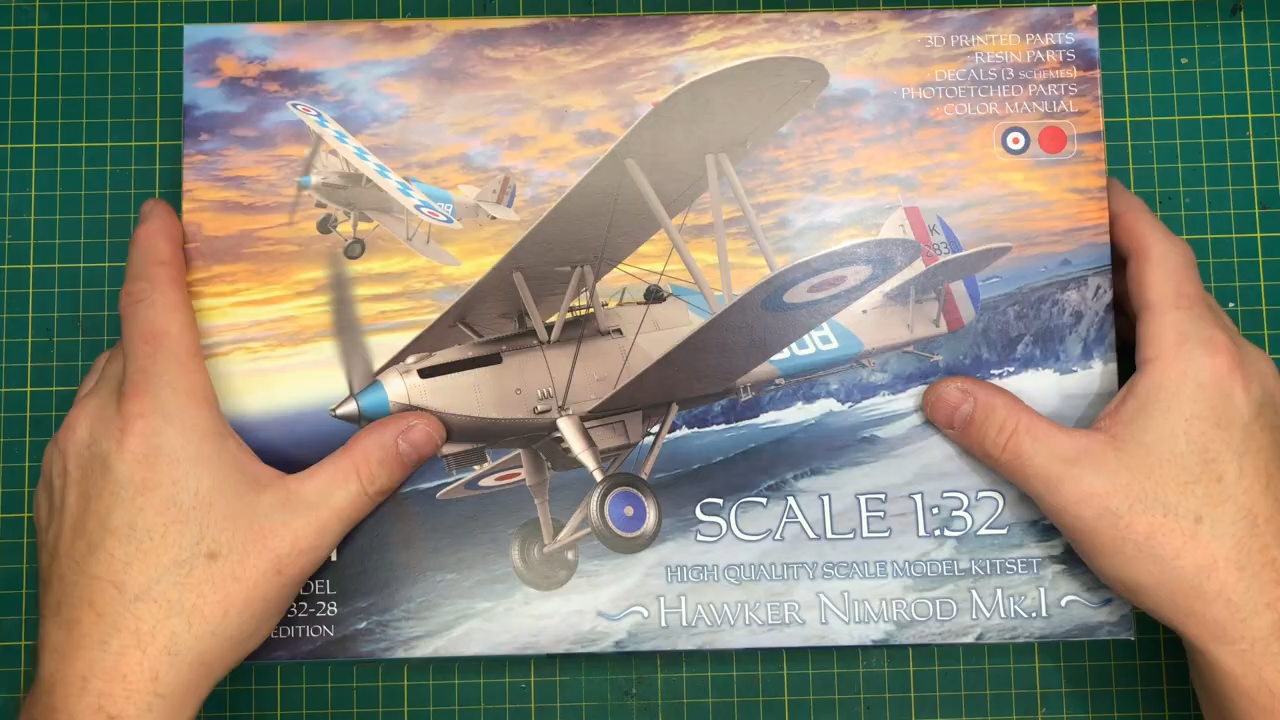 · 3D PRINTED PARTS
· RESIN PARTS
· DECALS (3 SCHEMES)
· PHOTOETCHED PARTS
· COLOR MANUAL
K
SCALE 1:32
HIGH QUALITY SCALE MODEL KITSET
HAWKER NIMROD MK.I
32-28
EDITION